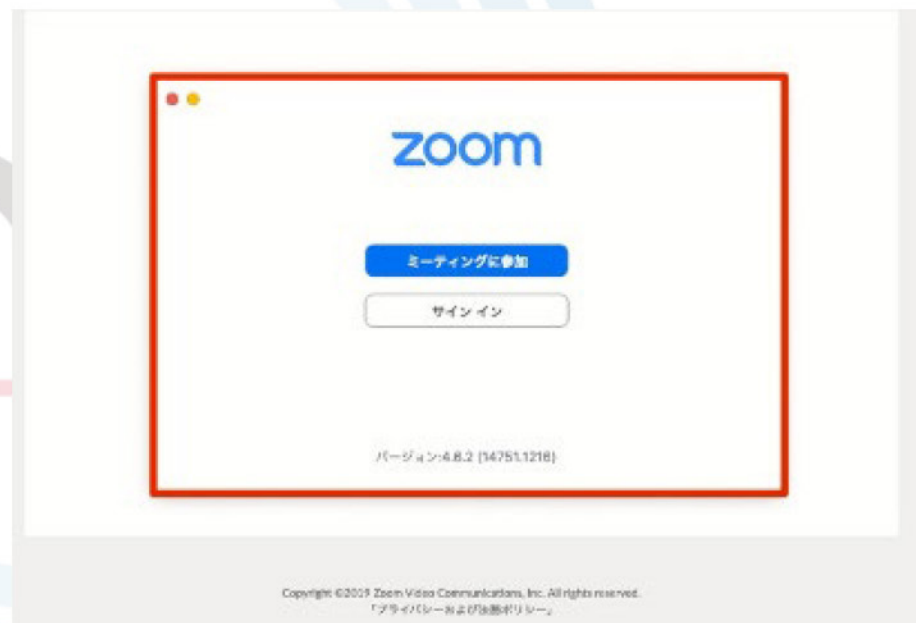 zoom
ミーティングに参加
サイン イン
バージョン:4.6.2 (14751.1216)
Copyright ©2019 Zoom Video Communications, Inc. All rights reserved.
「プライバシーおよび法務ポリシー」